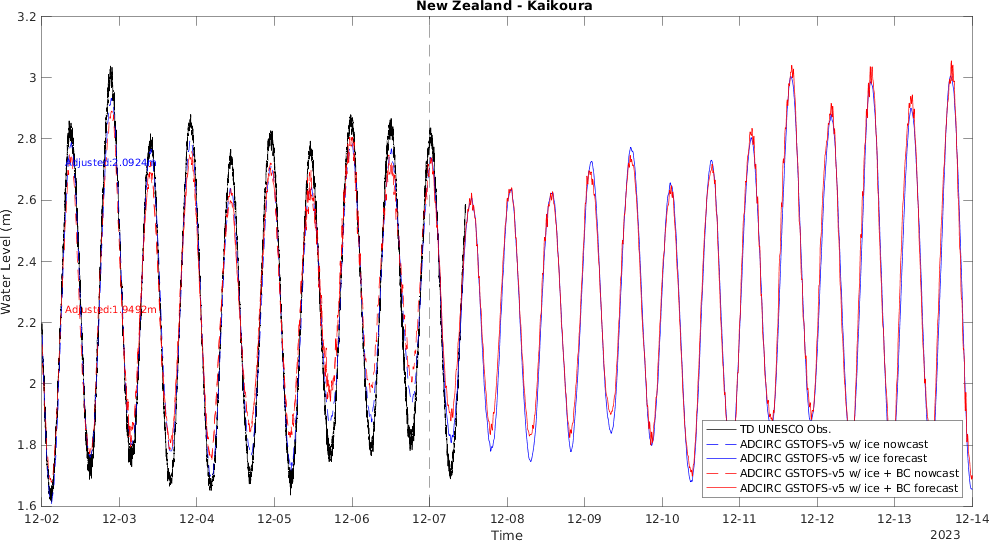 New Zealand - Kaikoura
3.2
3
2.8
2.6
2.4
2.2
2
1.8
1.6
Water Level (m)
Adjusted:2.0924m
Adjusted:1.9492m
TD UNESCO Obs.
ADCIRC GSTOFS-v5 w/ ice nowcast
ADCIRC GSTOFS-v5 w/ ice forecast
ADCIRC GSTOFS-v5 w/ ice + BC nowcast
ADCIRC GSTOFS-v5 w/ ice + BC forecast
12-02 12-03 12-04 12-05 12-06 12-07 12-08 12-09 12-10 12-11 12-12 12-13 12-14
Time
2023